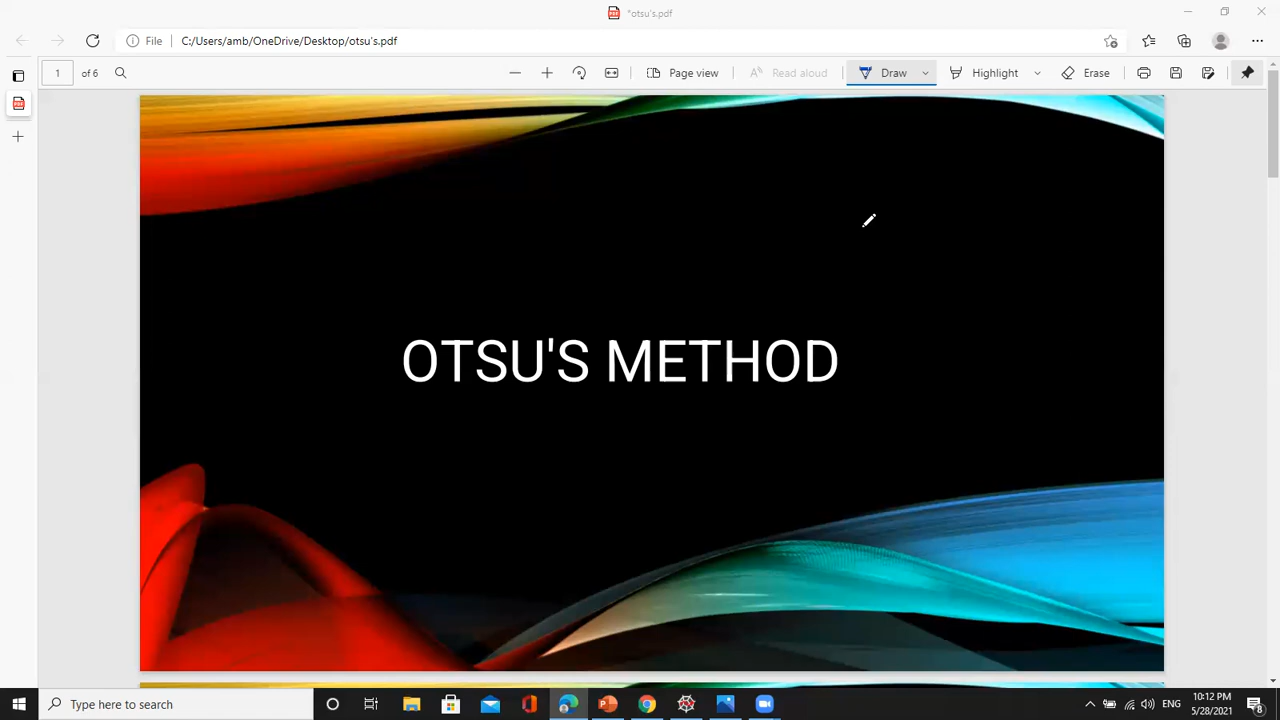 *otsu's.pdf
File C:/Users/amb/OneDrive/Desktop/otsu's.pdf
1 of 6 Page view Read aloud Draw Highlight Erase
OTSU'S METHOD
Type here to search
ENG
10:12 PM
5/28/2021
8